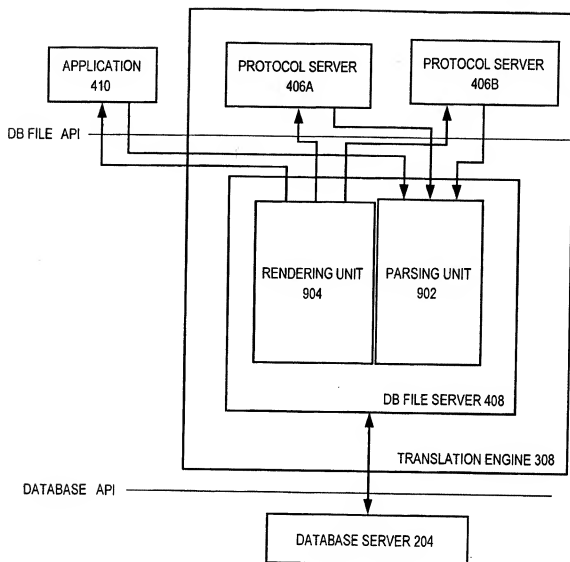 APPLICATION
410
PROTOCOL SERVER
406A
PROTOCOL SERVER
406B
DB FILE API
RENDERING UNIT
904
PARSING UNIT
902
DB FILE SERVER 408
TRANSLATION ENGINE 308
DATABASE API
DATABASE SERVER 204